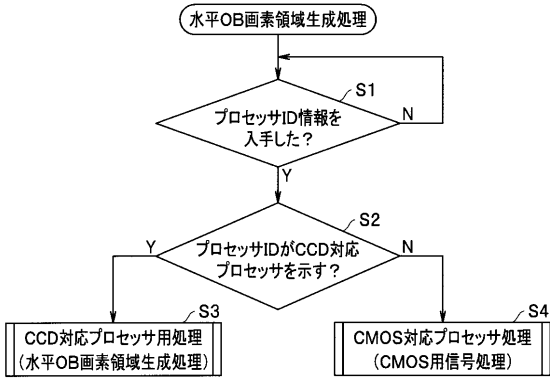 水平OB画素領域生成処理
S1
プロセッサID情報を
入手した？
N
Y
S2
プロセッサIDがCCD対応
プロセッサを示す？
Y
N
S3
CCD対応プロセッサ用処理
（水平OB画素領域生成処理）
S4
CMOS対応プロセッサ処理
（CMOS用信号処理）